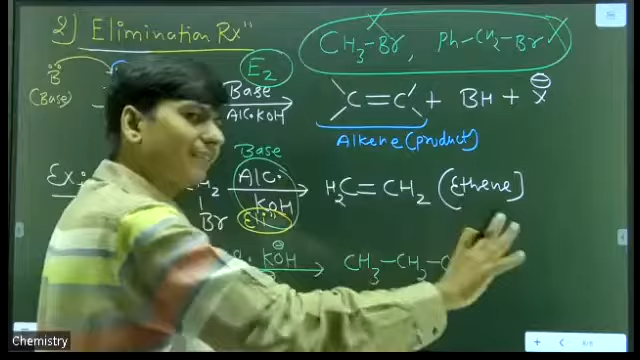 2) Elimination Rxn
CH3-Br, Ph-CH2-Br
E2
B
(Base)
Base
Alc. KOH
C=C + BH + X⊖
Alkene (product)
Ex:
Base
Alc.
KOH
Eli"
H2C=CH2 (Ethene)
Br
KOH
CH3-CH2-C
Chemistry